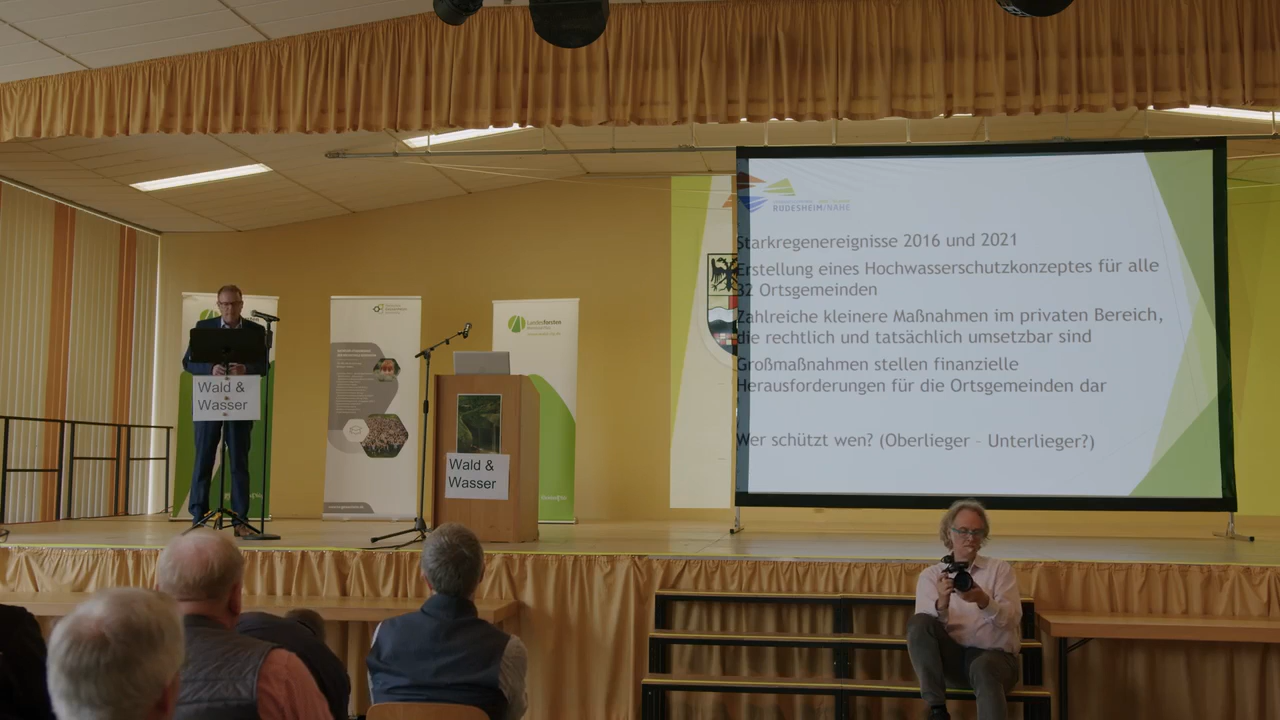 RÜDESHEIM/NAHE
Starkregenereignisse 2016 und 2021
Erstellung eines Hochwasserschutzkonzeptes für alle
32 Ortsgemeinden
Zahlreiche kleinere Maßnahmen im privaten Bereich,
die rechtlich und tatsächlich umsetzbar sind
Großmaßnahmen stellen finanzielle
Herausforderungen für die Ortsgemeinden dar
Wer schützt wen? (Oberlieger - Unterlieger?)
Landesforsten
Wald &
Wasser
Wald &
Wasser